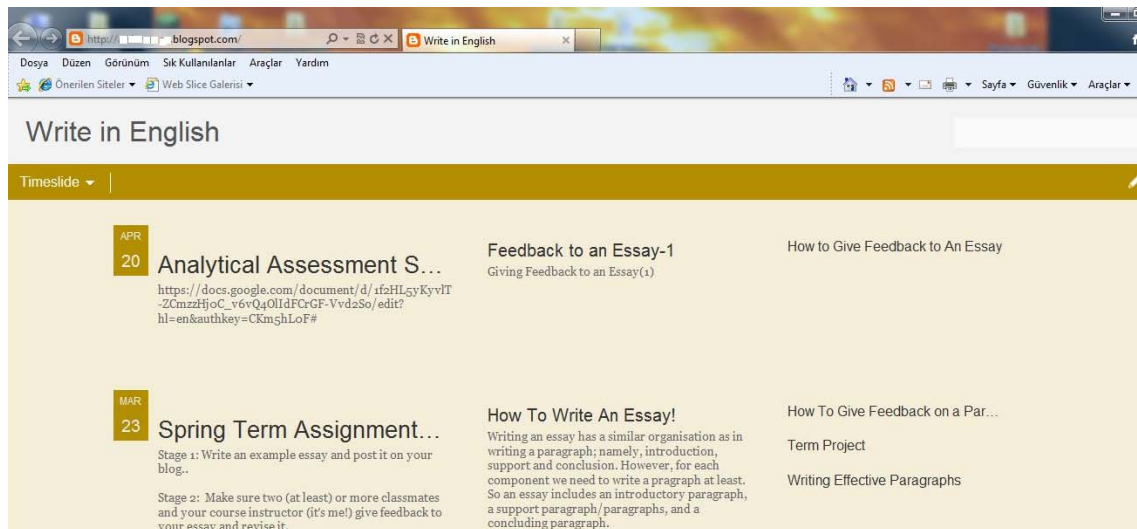 http:// blogspot.com/
Write in English
Dosya Düzen Görünüm Sık Kullanılanlar Araçlar Yardım
Önerilen Siteler Web Slice Galerisi
Sayfa Güvenlik Araçlar
Write in English
Timeslide
APR
20
Analytical Assessment S...
https://docs.google.com/document/d/1f2HL5yKyvlT
-ZCmzzHj0C_v6vQ4OlIdFCrGF-Vvd2So/edit?
hl=en&authkey=CKm5hLoF#
Feedback to an Essay-1
Giving Feedback to an Essay(1)
How to Give Feedback to An Essay
MAR
23
Spring Term Assignment...
Stage 1: Write an example essay and post it on your
blog..
Stage 2: Make sure two (at least) or more classmates
and your course instructor (it's me!) give feedback to
your essay and revise it.
How To Write An Essay!
Writing an essay has a similar organisation as in
writing a paragraph; namely, introduction,
support and conclusion. However, for each
component we need to write a pragraph at least.
So an essay includes an introductory paragraph,
a support paragraph/paragraphs, and a
concluding paragraph.
How To Give Feedback on a Par...
Term Project
Writing Effective Paragraphs